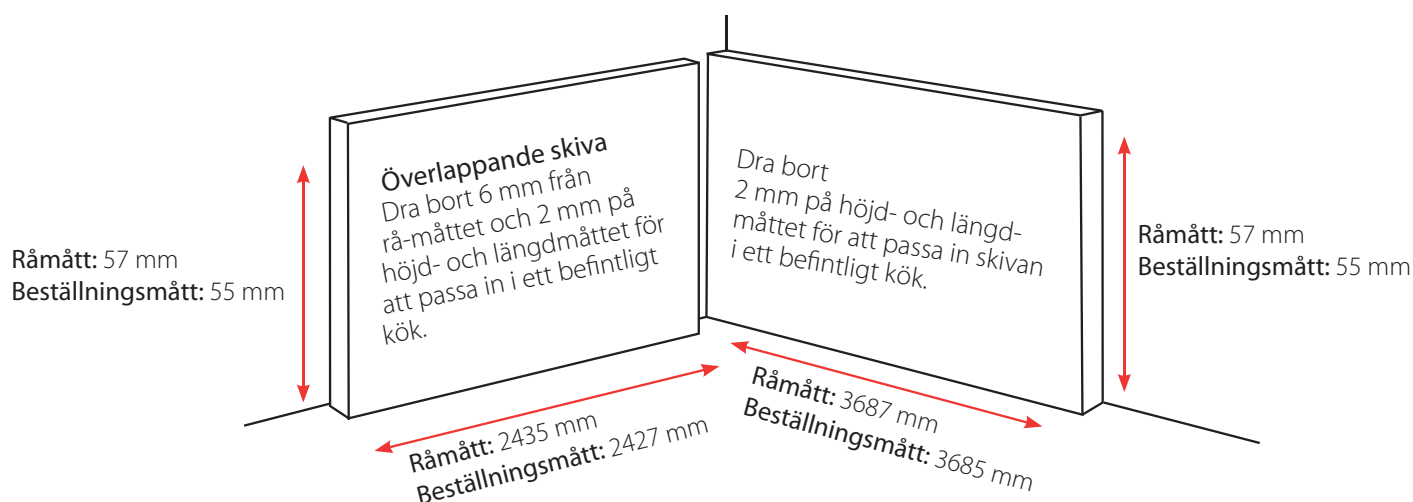 Överlappande skiva
Dra bort 6 mm från
rå-måttet och 2 mm på
höjd- och längdmåttet för
att passa in i ett befintligt
kök.
Dra bort
2 mm på höjd- och längd-
måttet för att passa in skivan
i ett befintligt kök.
Råmått: 57 mm
Beställningsmått: 55 mm
Råmått: 57 mm
Beställningsmått: 55 mm
Råmått: 2435 mm
Beställningsmått: 2427 mm
Råmått: 3687 mm
Beställningsmått: 3685 mm